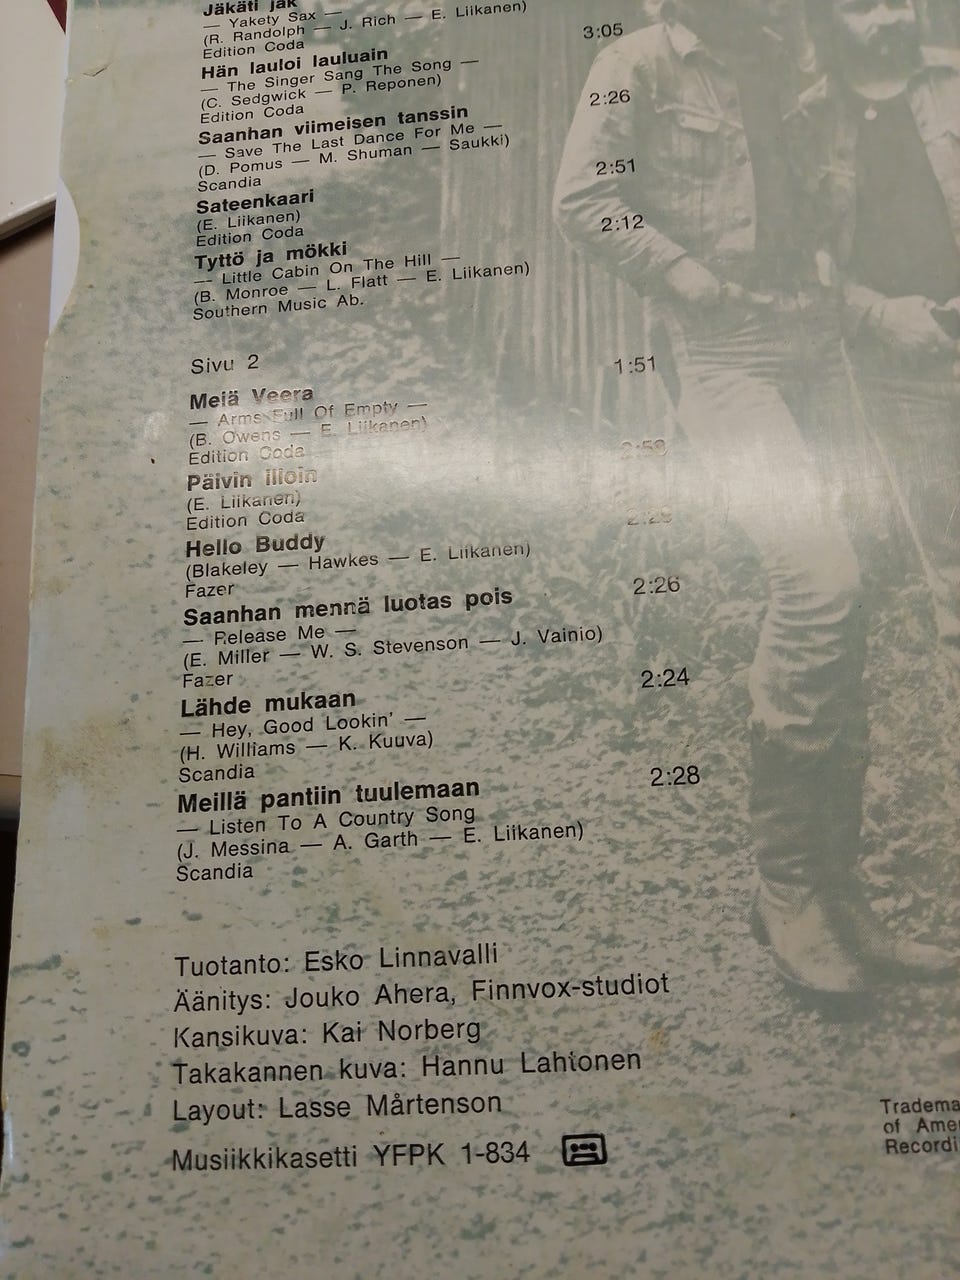 Jäkäti jak
— Yakety Sax —
(R. Randolph — J. Rich — E. Liikanen)
Edition Coda
3:05
Hän lauloi lauluain
— The Singer Sang The Song —
(C. Sedgwick — P. Reponen)
Edition Coda
2:26
Saanhan viimeisen tanssin
— Save The Last Dance For Me —
(D. Pomus — M. Shuman — Saukki)
Scandia
2:51
Sateenkaari
(E. Liikanen)
Edition Coda
2:12
Tyttö ja mökki
— Little Cabin On The Hill —
(B. Monroe — L. Flatt — E. Liikanen)
Southern Music Ab.
Sivu 2
1:51
Meiä Veera
— Arms Full Of Empty —
(B. Owens — E. Liikanen)
Edition Coda
Päivin illoin
(E. Liikanen)
Edition Coda
Hello Buddy
(Blakeley — Hawkes — E. Liikanen)
Fazer
2:26
Saanhan mennä luotas pois
— Release Me —
(E. Miller — W. S. Stevenson — J. Vainio)
Fazer
2:24
Lähde mukaan
— Hey, Good Lookin' —
(H. Williams — K. Kuuva)
Scandia
2:28
Meillä pantiin tuulemaan
— Listen To A Country Song
(J. Messina — A. Garth — E. Liikanen)
Scandia
Tuotanto: Esko Linnavalli
Äänitys: Jouko Ahera, Finnvox-studiot
Kansikuva: Kai Norberg
Takakannen kuva: Hannu Lahtonen
Layout: Lasse Mårtenson
Musiikkikasetti YFPK 1-834
Tradema
of Ame
Recordi